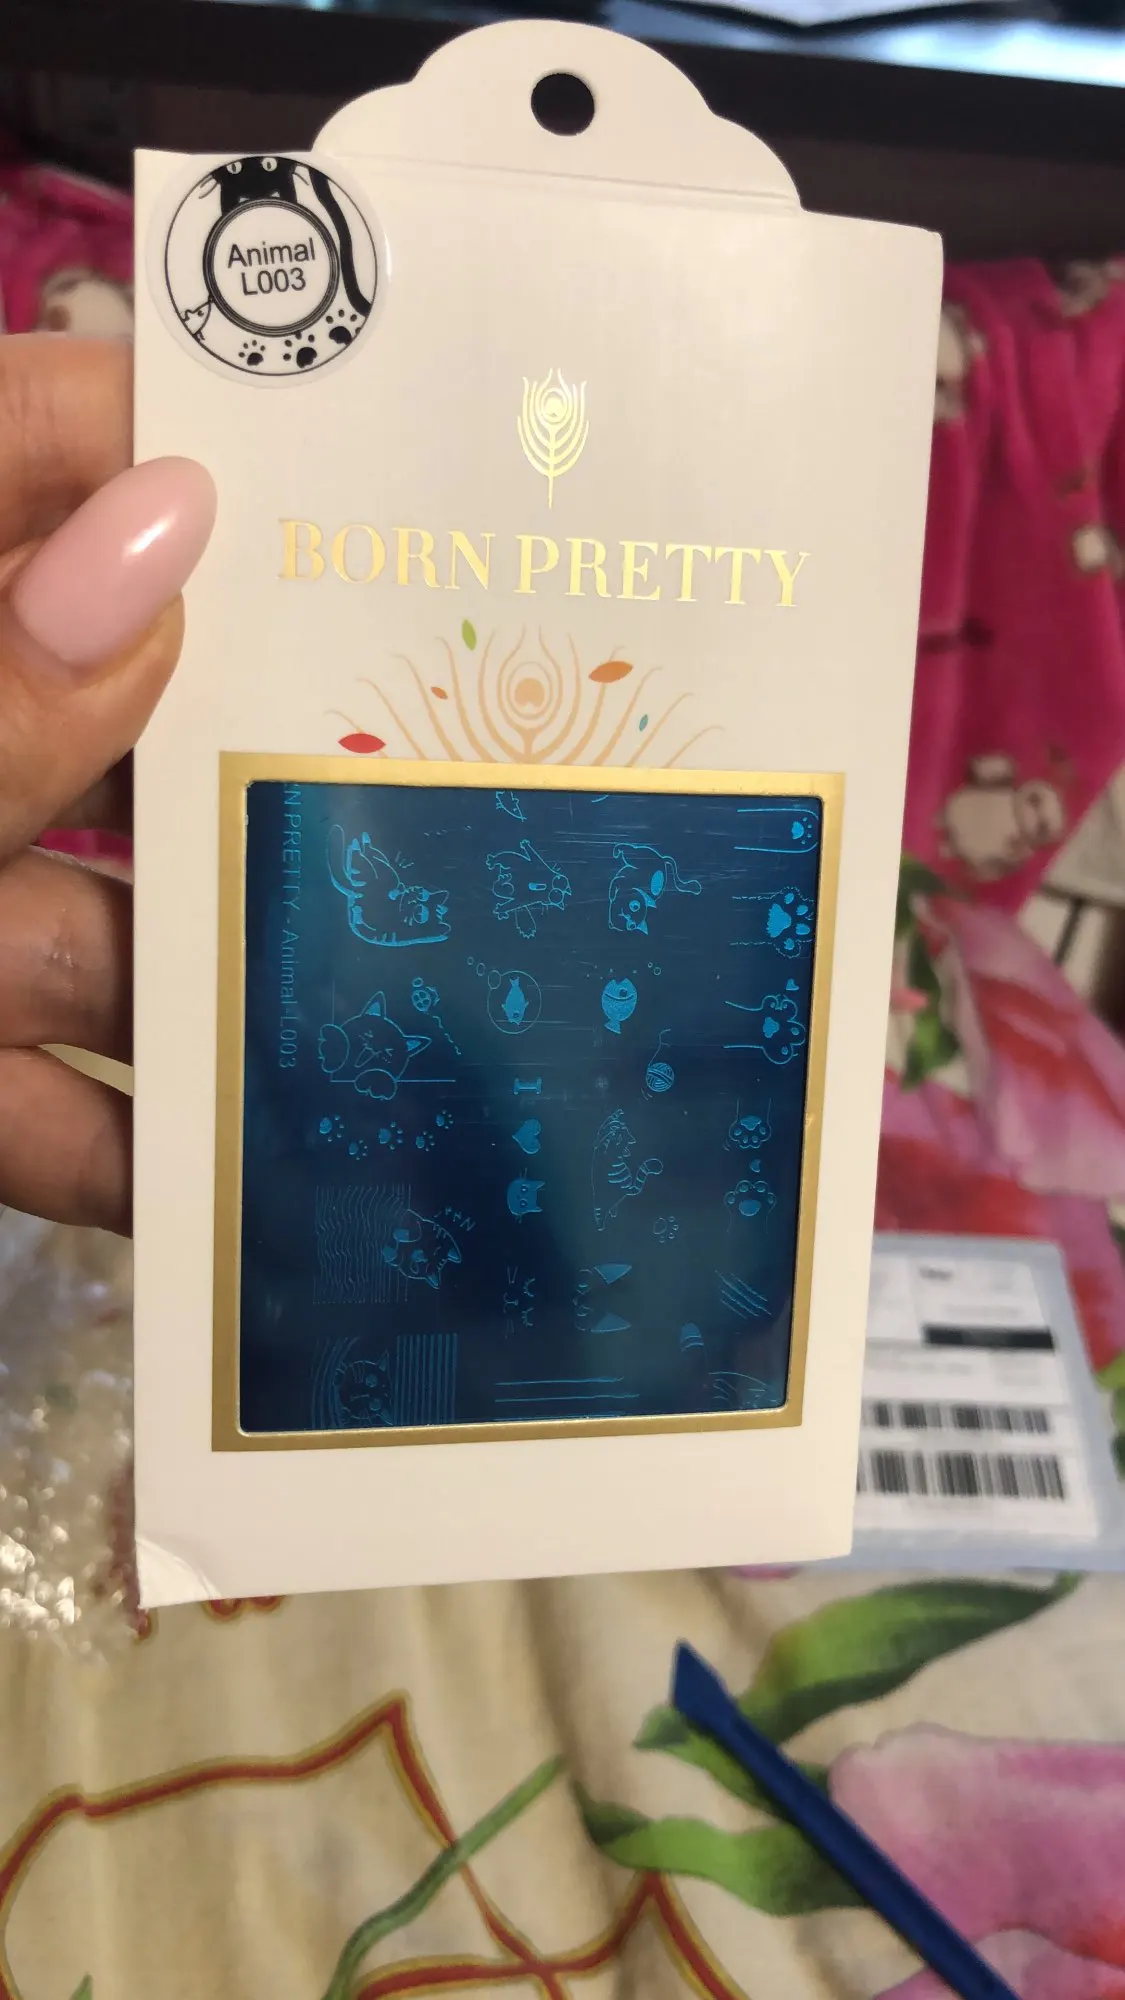 Animal
L003
BORN PRETTY
N PRETTY - Animal-L003
I